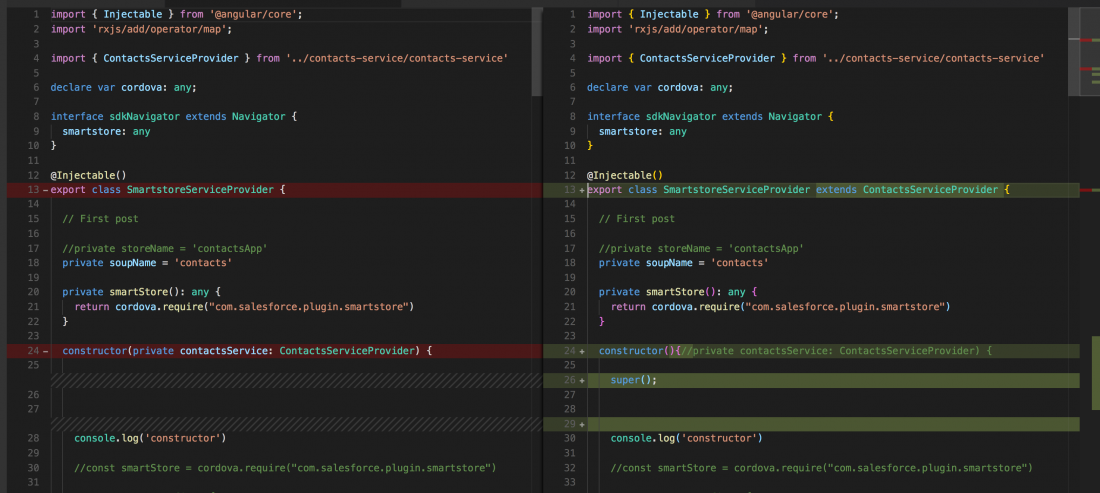 1 import { Injectable } from '@angular/core';
2 import 'rxjs/add/operator/map';
3
4 import { ContactsServiceProvider } from '../contacts-service/contacts-service'
5
6 declare var cordova: any;
7
8 interface sdkNavigator extends Navigator {
9 smartstore: any
10 }
11
12 @Injectable()
13 - export class SmartstoreServiceProvider {
14
15 // First post
16
17 //private storeName = 'contactsApp'
18 private soupName = 'contacts'
19
20 private smartStore(): any {
21 return cordova.require("com.salesforce.plugin.smartstore")
22 }
23
24 - constructor(private contactsService: ContactsServiceProvider) {
25
26
27
28 console.log('constructor')
29
30 //const smartStore = cordova.require("com.salesforce.plugin.smartstore")
31
1 import { Injectable } from '@angular/core';
2 import 'rxjs/add/operator/map';
3
4 import { ContactsServiceProvider } from '../contacts-service/contacts-service'
5
6 declare var cordova: any;
7
8 interface sdkNavigator extends Navigator {
9 smartstore: any
10 }
11
12 @Injectable()
13 + export class SmartstoreServiceProvider extends ContactsServiceProvider {
14
15 // First post
16
17 //private storeName = 'contactsApp'
18 private soupName = 'contacts'
19
20 private smartStore(): any {
21 return cordova.require("com.salesforce.plugin.smartstore")
22 }
23
24 + constructor(){//private contactsService: ContactsServiceProvider) {
25
26 + super();
27
28
29 +
30 console.log('constructor')
31
32 //const smartStore = cordova.require("com.salesforce.plugin.smartstore")
33